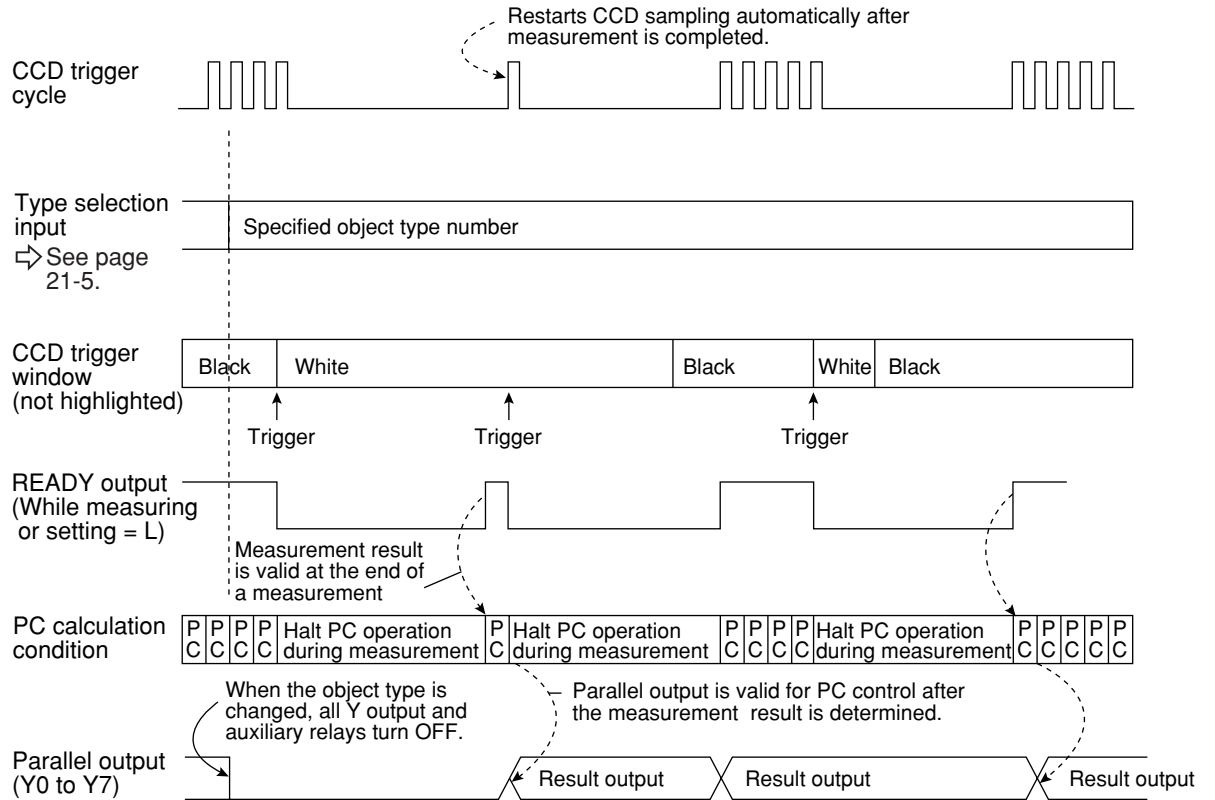 Restarts CCD sampling automatically after
measurement is completed.
CCD trigger
cycle
Type selection
input
See page
21-5.
Specified object type number
CCD trigger
window
(not highlighted)
Black
White
Black
White
Black
Trigger
Trigger
Trigger
READY output
(While measuring
or setting = L)
Measurement result
is valid at the end of
a measurement
PC calculation
condition
P P P P
C C C C
Halt PC operation
during measurement
P
C
Halt PC operation
during measurement
P P P P
C C C C
Halt PC operation
during measurement
P P P P P
C C C C C
When the object type is
changed, all Y output and
auxiliary relays turn OFF.
Parallel output is valid for PC control after
the measurement result is determined.
Parallel output
(Y0 to Y7)
Result output
Result output
Result output